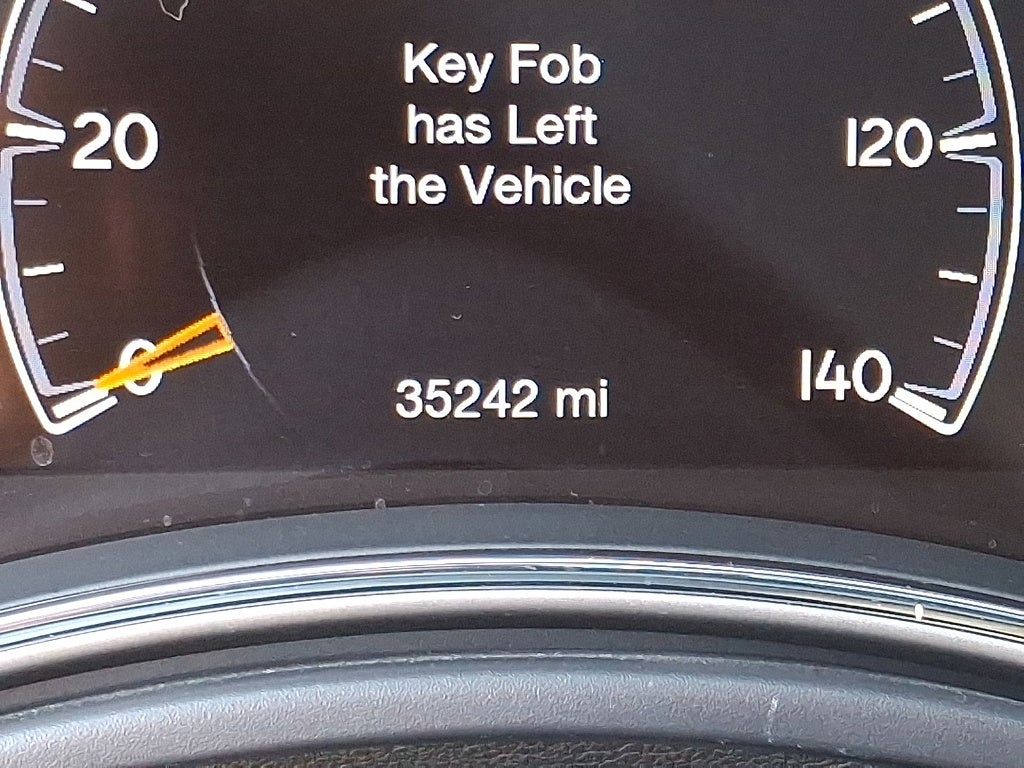 Key Fob
has Left
the Vehicle
20
120
0
140
35242 mi